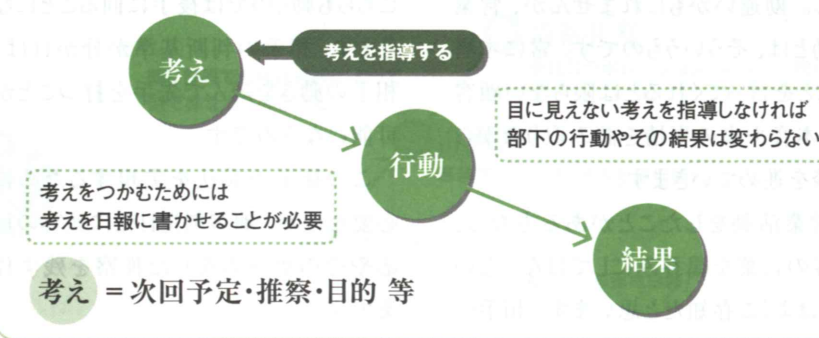 考え
考えを指導する
目に見えない考えを指導しなければ
部下の行動やその結果は変わらない
行動
考えをつかむためには
考えを日報に書かせることが必要
結果
考え = 次回予定・推察・目的 等